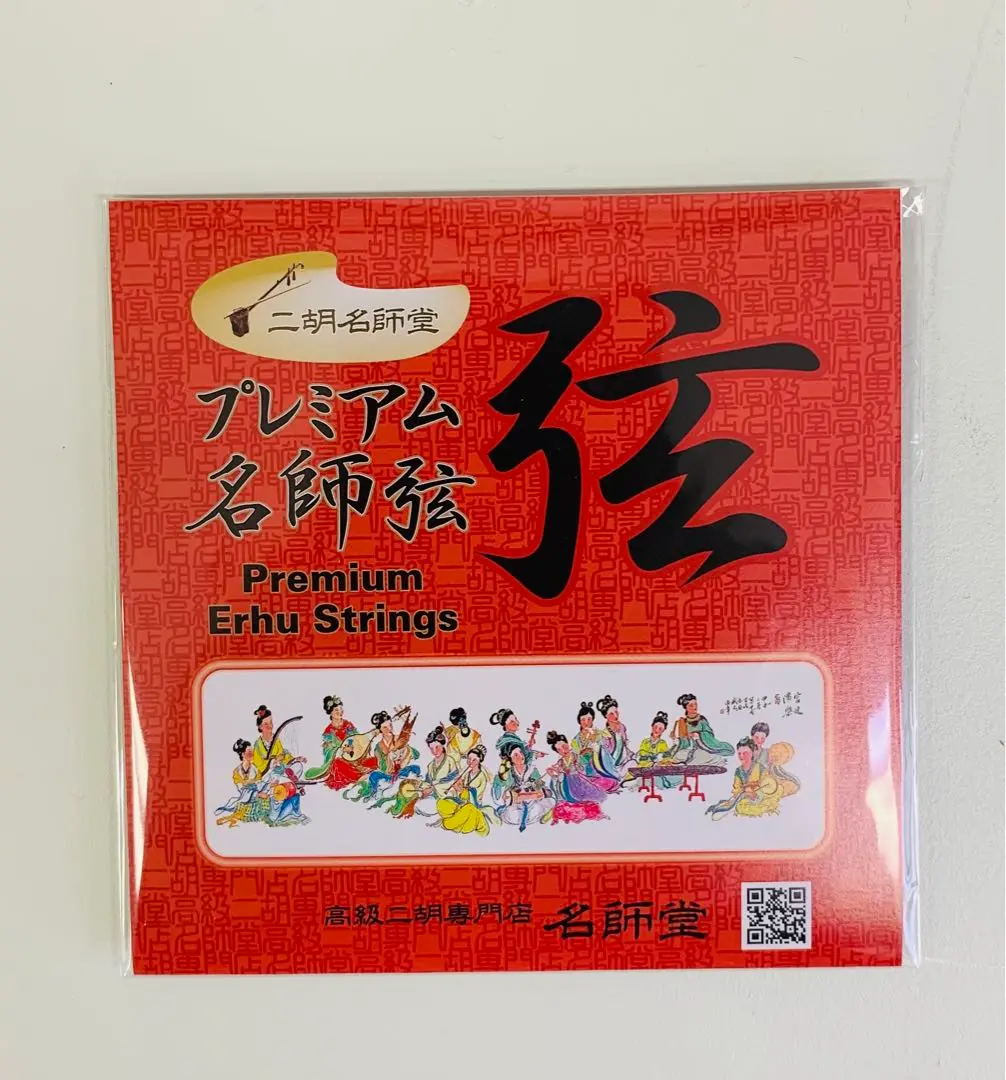 二胡名師堂
プレミアム
名師弦
弦
Premium
Erhu Strings
高級二胡専門店 名師堂